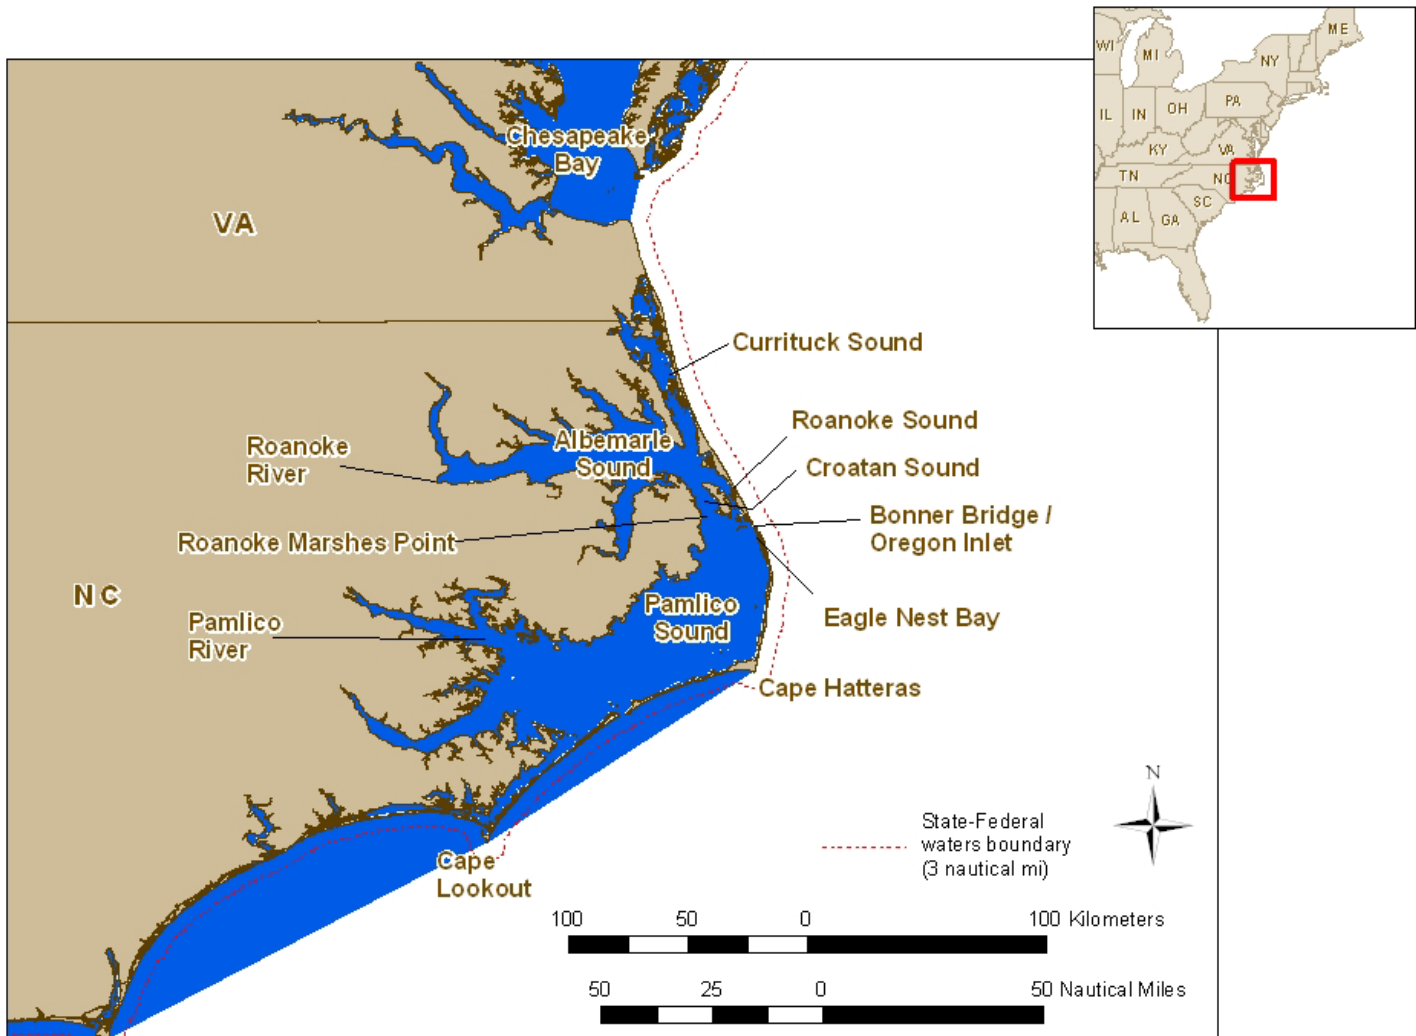 WI
MI
ME
NY
PA
IL
IN
OH
KY
VA
TN
NC
SC
AL
GA
Chesapeake
Bay
VA
Currituck Sound
Roanoke Sound
Albemarle
Sound
Roanoke
River
Croatan Sound
Bonner Bridge /
Oregon Inlet
Roanoke Marshes Point
N C
Pamlico
Sound
Eagle Nest Bay
Pamlico
River
Cape Hatteras
N
State-Federal
waters boundary
(3 nautical mi)
Cape
Lookout
100 50 0 100 Kilometers
50 25 0 50 Nautical Miles